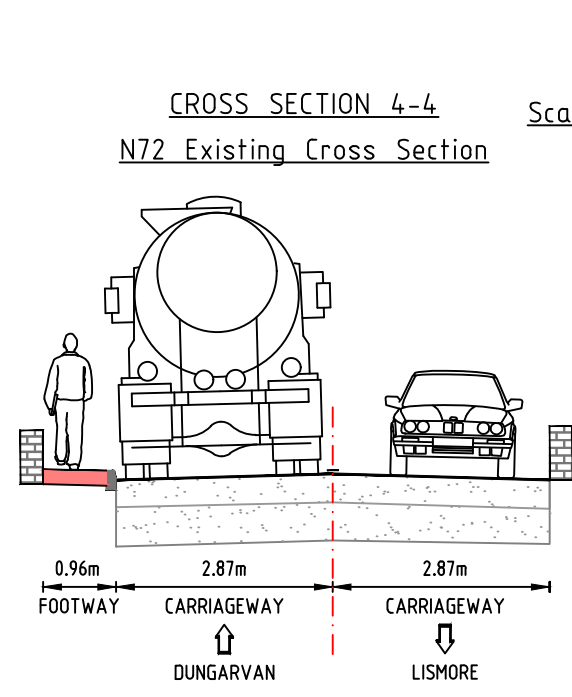 CROSS SECTION 4-4
Sca
N72 Existing Cross Section
0.96m 2.87m 2.87m
FOOTWAY CARRIAGEWAY CARRIAGEWAY
DUNGARVAN LISMORE